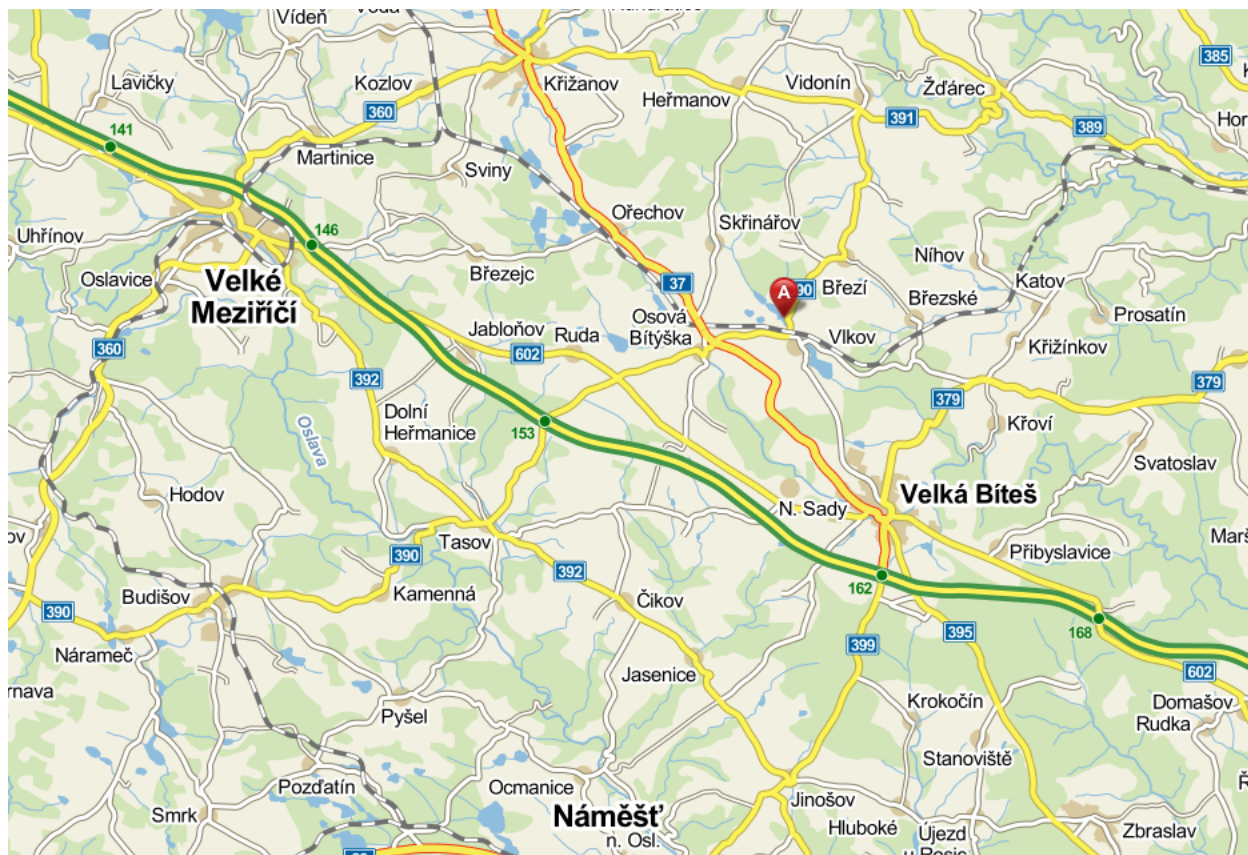 Vídeň
385
Lavičky
Kozlov
Křižanov
Vidonín
Žďárec
Heřmanov
360
391
389
141
Martinice
Sviny
Ořechov
Skřinářov
Uhřínov
146
Níhov
Oslavice
Březejc
37
A
90
Březí
Katov
Velké
Meziříčí
Břežské
Prosatín
Osová
Bítýška
Jabloňov
Ruda
Vlkov
Křižínkov
360
602
392
379
379
Dolní
Heřmanice
Oslava
153
Křoví
Svatoslav
Hodov
N. Sady
Velká Bíteš
Tasov
390
392
Přibyslavice
162
Budišov
Kamenná
Čikov
390
395
168
399
Nárameč
Jasenice
602
Krokočín
Domašov
Pyšel
Rudka
Stanoviště
Pozďatín
Ocmanice
Smrk
Náměšť
n. Osl.
Jinošov
Hluboké
Újezd
Zbraslav